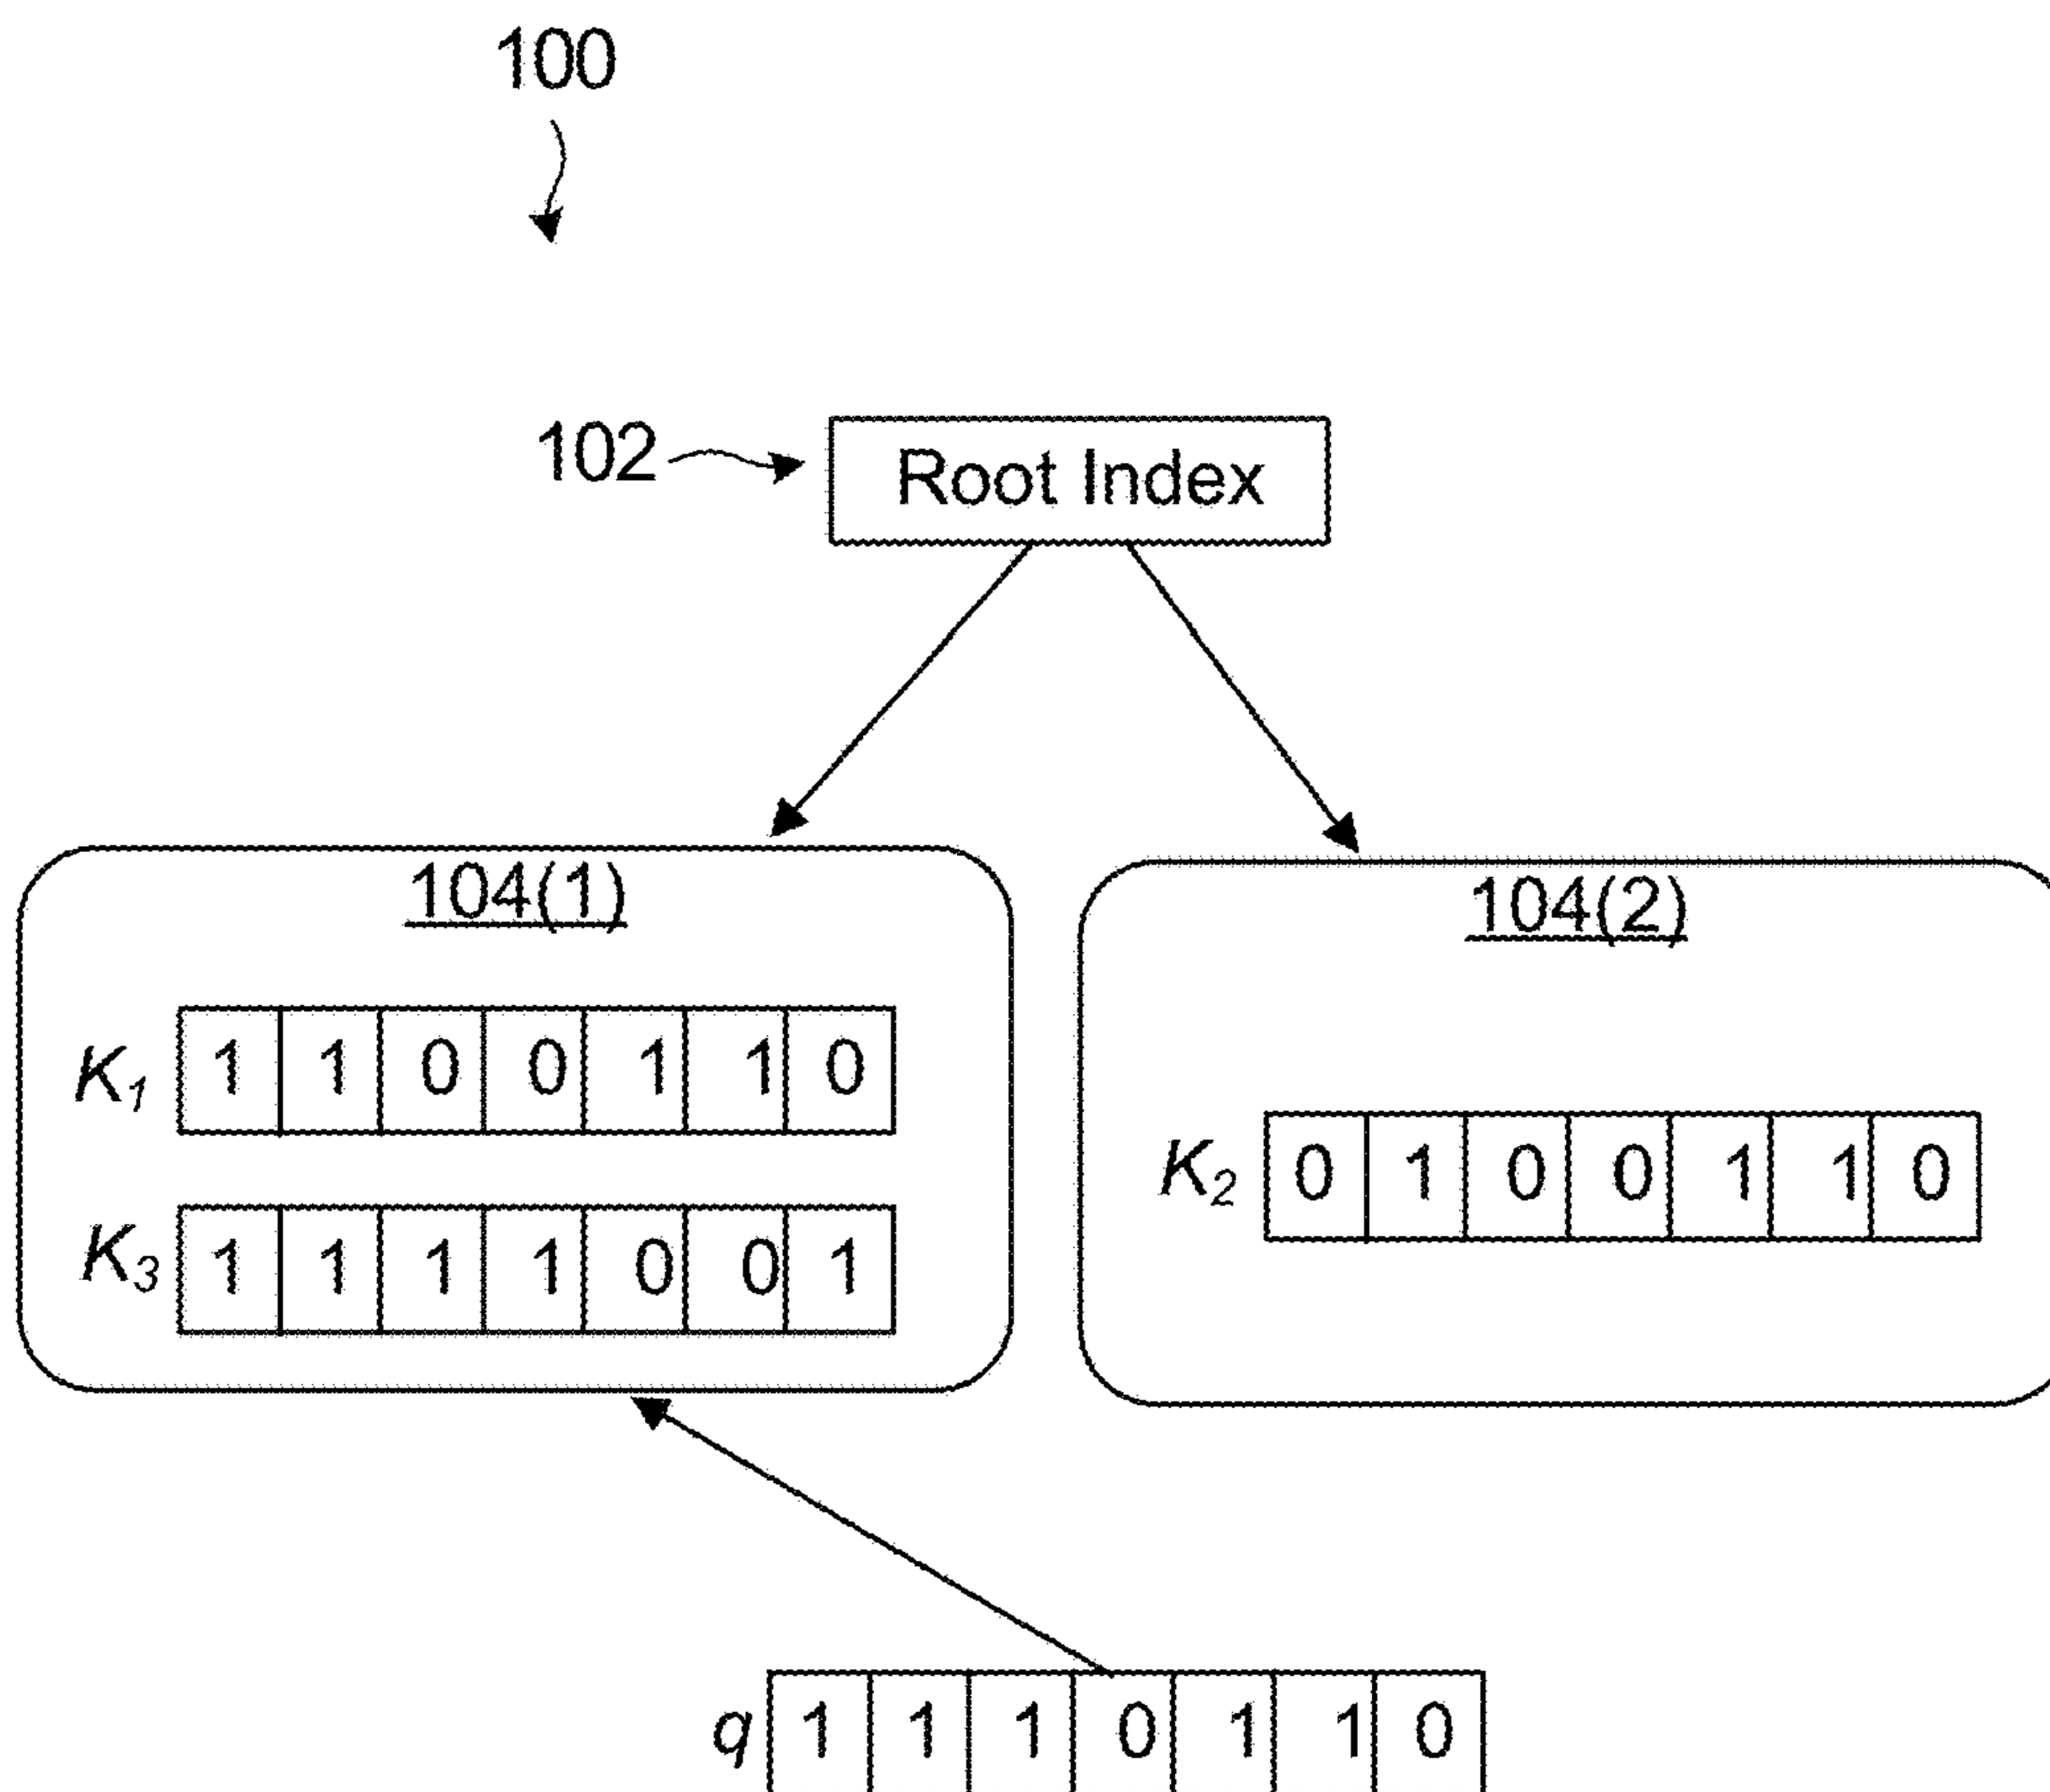 100
102
Root Index
104(1)
K1 1 1 0 0 1 1 0
K3 1 1 1 1 0 0 1
104(2)
K2 0 1 0 0 1 1 0
q 1 1 1 0 1 1 0